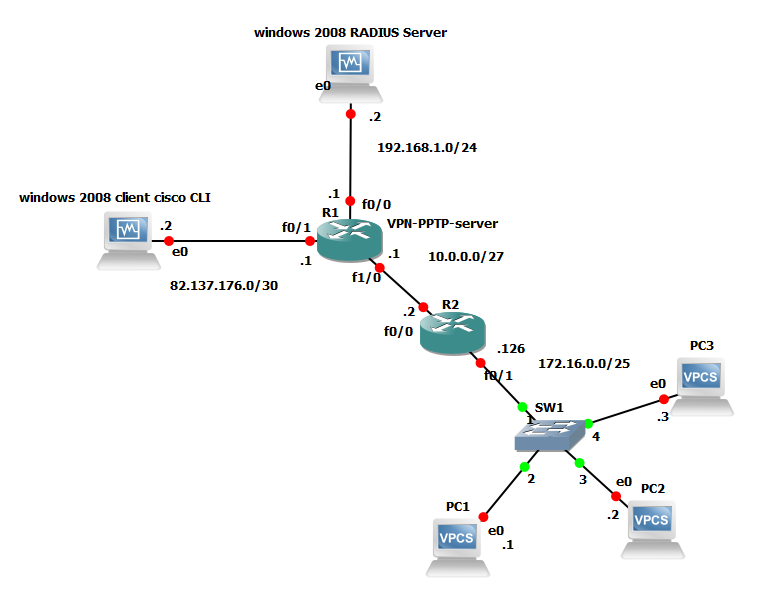 windows 2008 RADIUS Server
e0
.2
192.168.1.0/24
windows 2008 client cisco CLI
.1
f0/0
R1
VPN-PPTP-server
.2
f0/1
e0
.1
.1
10.0.0.0/27
82.137.176.0/30
f1/0
R2
.2
f0/0
.126
172.16.0.0/25
PC3
f0/1
e0
VPCS
.3
SW1
1
4
2
3
e0
PC2
PC1
.2
VPCS
e0
VPCS
.1